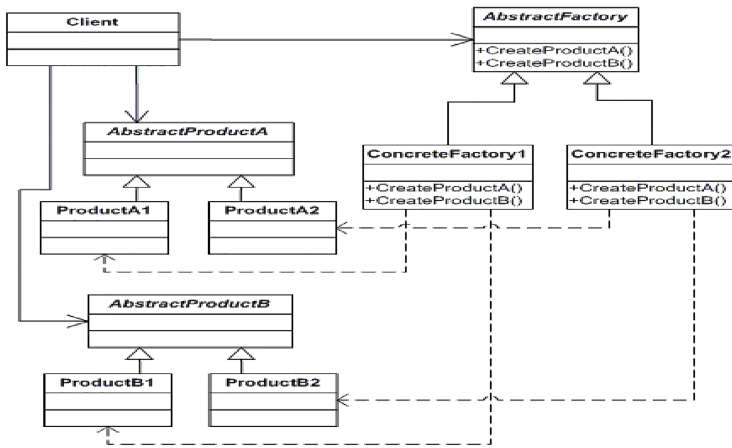 Client
AbstractFactory
+CreateProductA()
+CreateProductB()
AbstractProductA
ConcreteFactory1
+CreateProductA()
+CreateProductB()
ConcreteFactory2
+CreateProductA()
+CreateProductB()
ProductA1
ProductA2
AbstractProductB
ProductB1
ProductB2